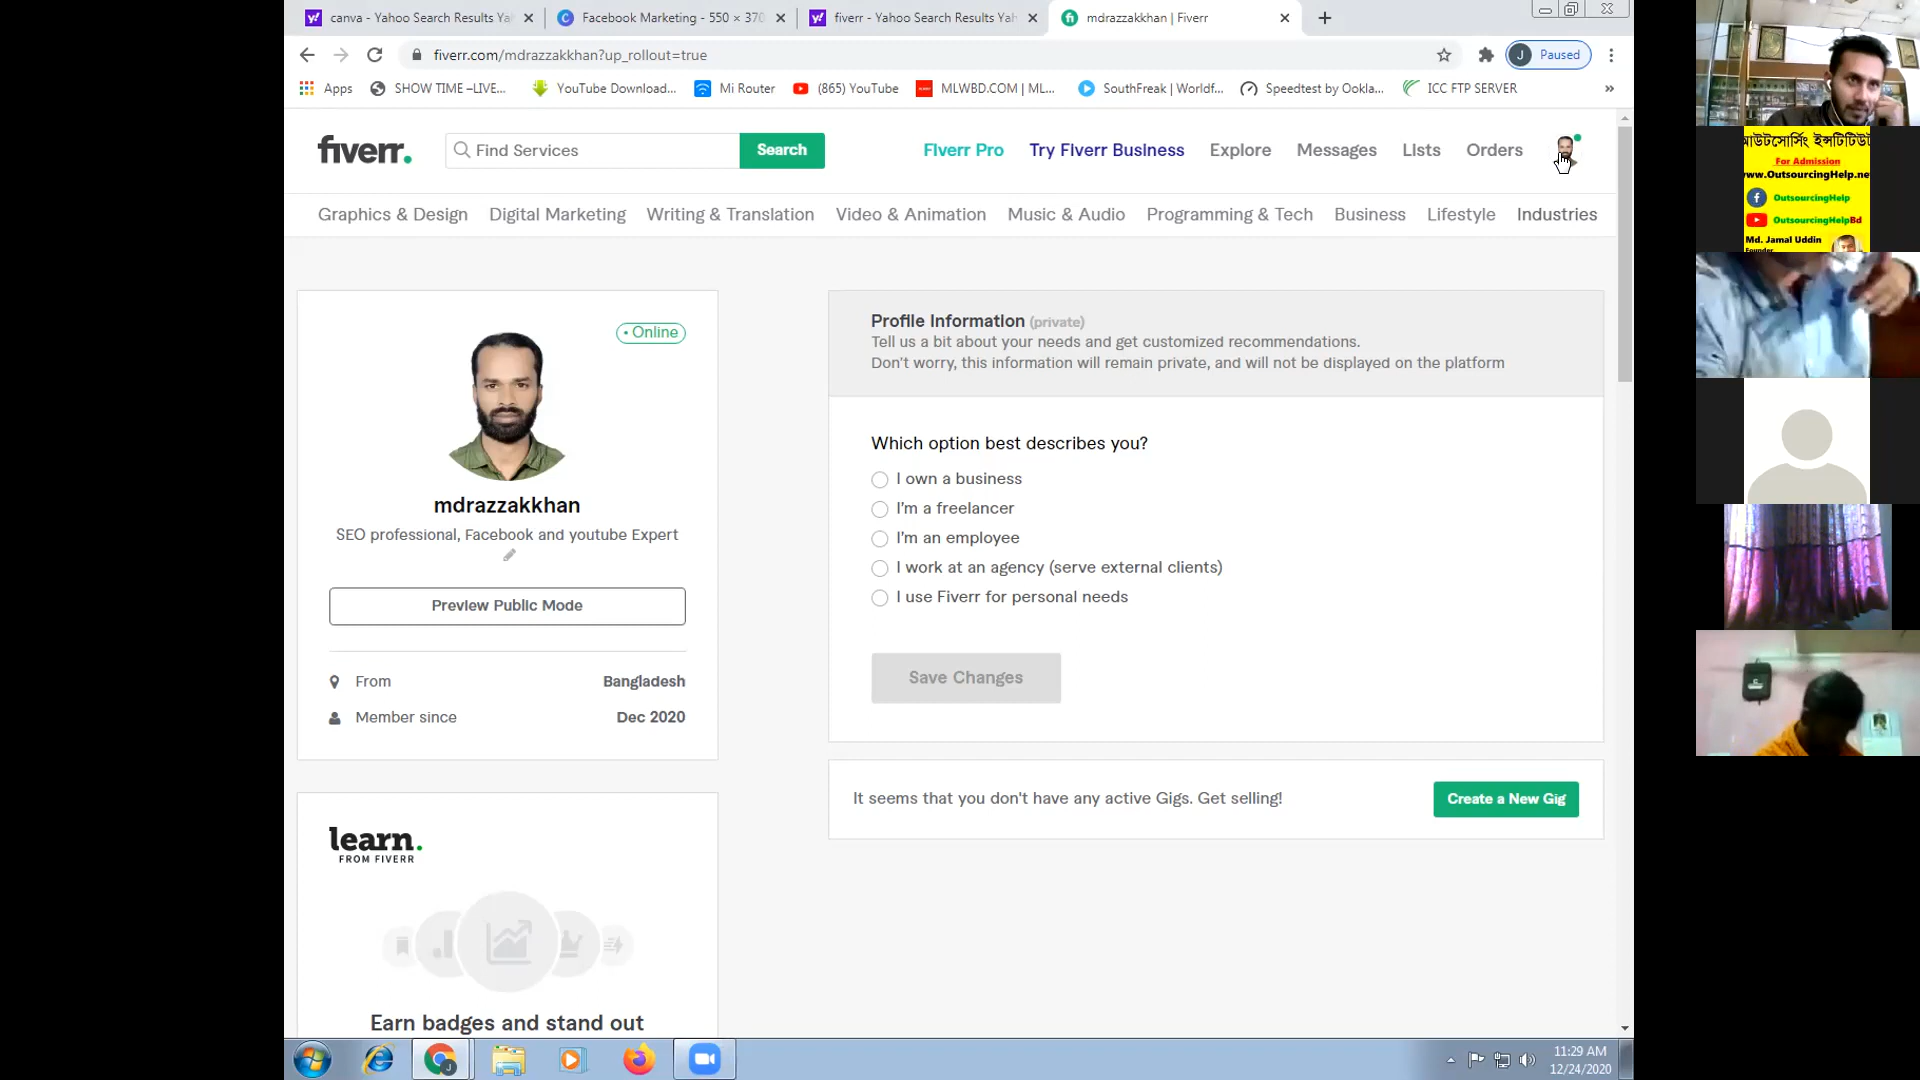 canva - Yahoo Search Results Ya
Facebook Marketing - 550 × 370
fiverr - Yahoo Search Results Yah
mdrazzakkhan | Fiverr
fiverr.com/mdrazzakkhan?up_rollout=true
J Paused
Apps
SHOW TIME –LIVE...
YouTube Download...
Mi Router
(865) YouTube
MLWBD.COM | ML...
SouthFreak | Worldf...
Speedtest by Ookla...
ICC FTP SERVER
»
fiverr.
Find Services
Search
Fiverr Pro
Try Fiverr Business
Explore
Messages
Lists
Orders
Graphics & Design
Digital Marketing
Writing & Translation
Video & Animation
Music & Audio
Programming & Tech
Business
Lifestyle
Industries
• Online
mdrazzakkhan
SEO professional, Facebook and youtube Expert
Preview Public Mode
From Bangladesh
Member since Dec 2020
learn.
FROM FIVERR
Earn badges and stand out
Profile Information (private)
Tell us a bit about your needs and get customized recommendations.
Don't worry, this information will remain private, and will not be displayed on the platform
Which option best describes you?
I own a business
I'm a freelancer
I'm an employee
I work at an agency (serve external clients)
I use Fiverr for personal needs
Save Changes
It seems that you don't have any active Gigs. Get selling!
Create a New Gig
আউটসোর্সিং ইন্সটিটিউট
For Admission
www.OutsourcingHelp.ne
OutsourcingHelp
OutsourcingHelpBd
Md. Jamal Uddin
11:29 AM
12/24/2020